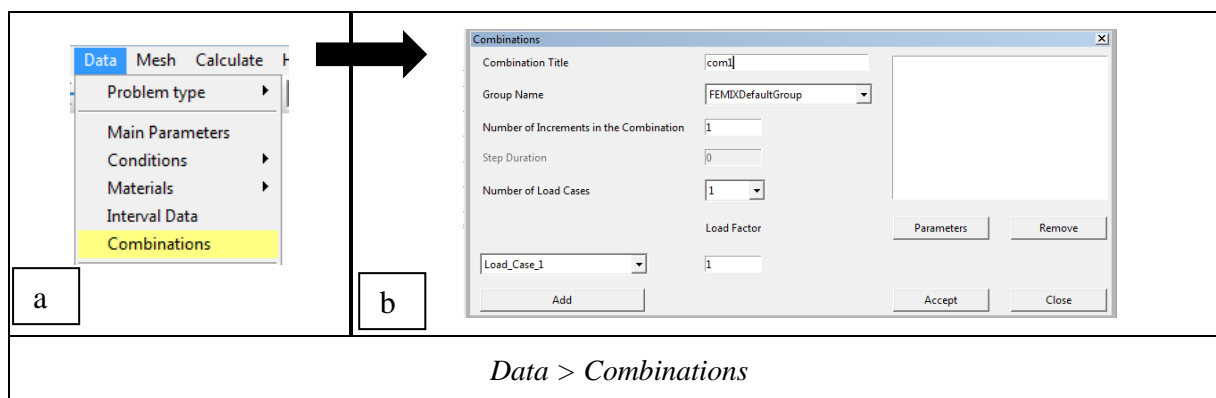 Data Mesh Calculate H
Problem type
Main Parameters
Conditions
Materials
Interval Data
Combinations
a
Combinations
Combination Title com1
Group Name FEMIXDefaultGroup
Number of Increments in the Combination 1
Step Duration 0
Number of Load Cases 1
Load Factor Parameters Remove
Load_Case_1 1
Add Accept Close
b
Data > Combinations